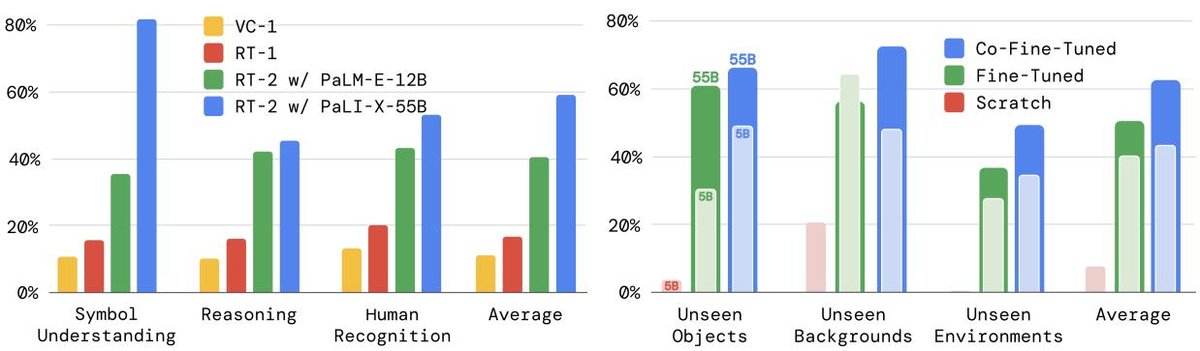 80%
60%
40%
20%
0%
VC-1
RT-1
RT-2 w/ PaLM-E-12B
RT-2 w/ PaLI-X-55B
Symbol
Understanding
Reasoning
Human
Recognition
Average
80%
60%
40%
20%
0%
Co-Fine-Tuned
Fine-Tuned
Scratch
55B
55B
5B
5B
5B
Unseen
Objects
Unseen
Backgrounds
Unseen
Environments
Average